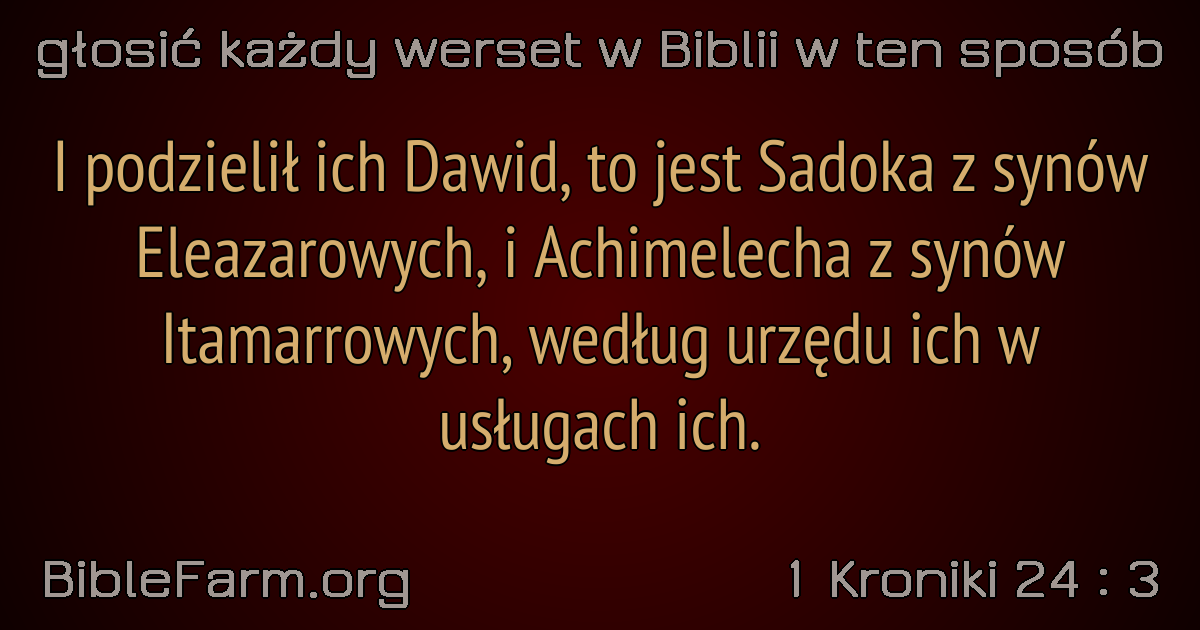 głosić każdy werset w Biblii w ten sposób
I podzielił ich Dawid, to jest Sadoka z synów
Eleazarowych, i Achimelecha z synów
Itamarrowych, według urzędu ich w
usługach ich.
BibleFarm.org
1 Kroniki 24 : 3